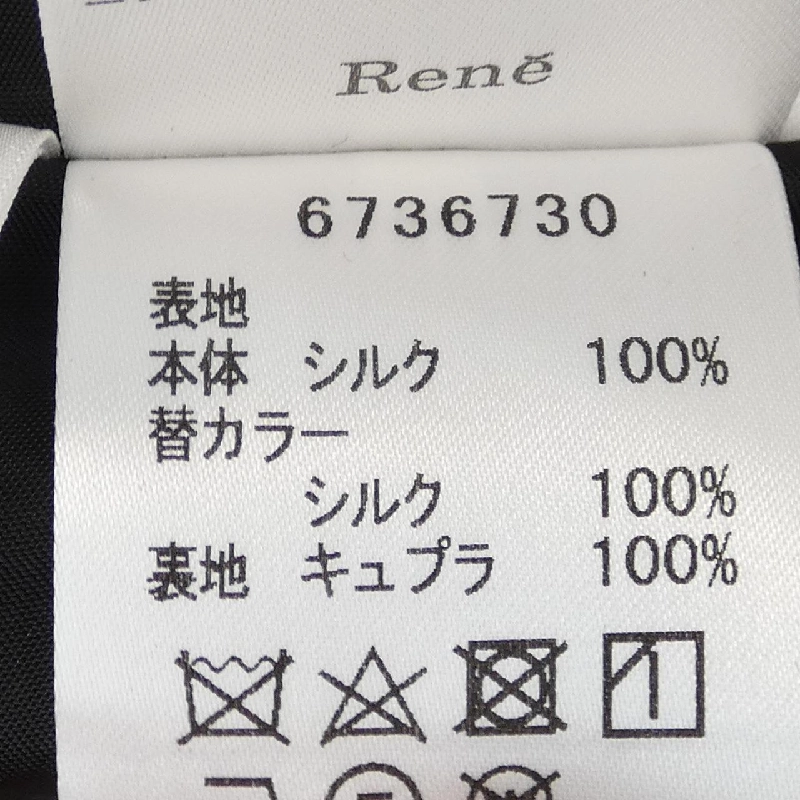 René
6736730
表地
本体 シルク 100%
替カラー
シルク 100%
裏地 キュプラ 100%